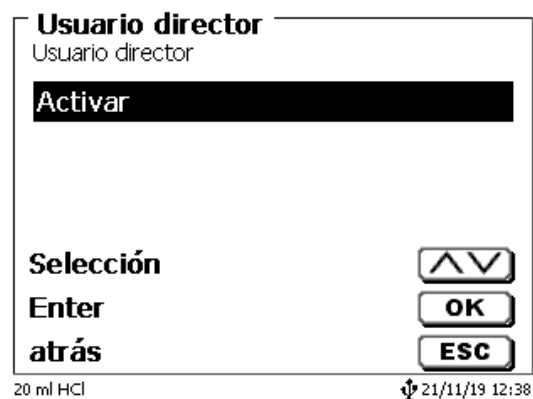 Usuario director
Usuario director
Activar
Selección
Enter OK
atrás ESC
20 ml HCl 21/11/19 12:38